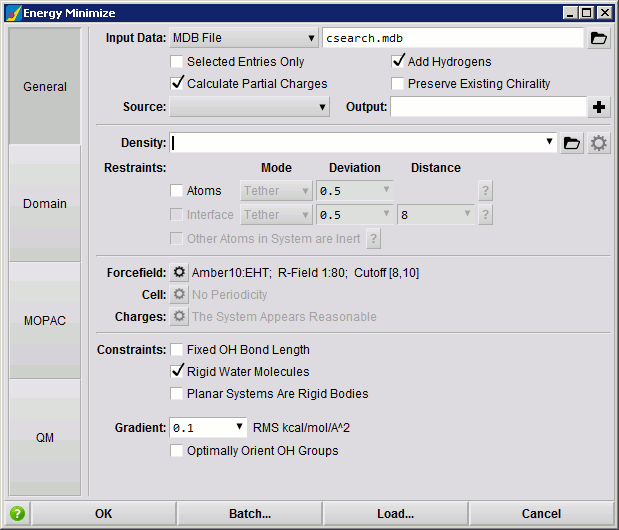 Energy Minimize
Input Data: MDB File csearch.mdb
Selected Entries Only Add Hydrogens
Calculate Partial Charges Preserve Existing Chirality
Source: Output:
General
Density:
Restraints: Mode Deviation Distance
Atoms Tether 0.5 ?
Interface Tether 0.5 8 ?
Other Atoms in System are Inert ?
Domain
Forcefield: Amber10:EHT; R-Field 1:80; Cutoff [8,10]
Cell: No Periodicity
Charges: The System Appears Reasonable
MOPAC
Constraints: Fixed OH Bond Length
Rigid Water Molecules
Planar Systems Are Rigid Bodies
Gradient: 0.1 RMS kcal/mol/A^2
Optimally Orient OH Groups
QM
? OK Batch... Load... Cancel